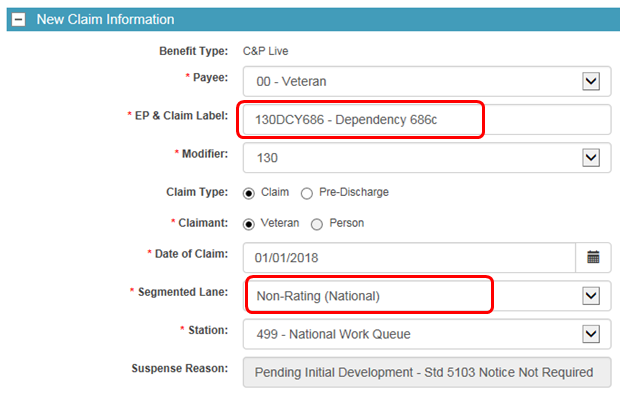 New Claim Information
Benefit Type: C&P Live
* Payee: 00 - Veteran
* EP & Claim Label: 130DCY686 - Dependency 686c
* Modifier: 130
Claim Type: Claim Pre-Discharge
* Claimant: Veteran Person
* Date of Claim: 01/01/2018
* Segmented Lane: Non-Rating (National)
* Station: 499 - National Work Queue
Suspense Reason: Pending Initial Development - Std 5103 Notice Not Required